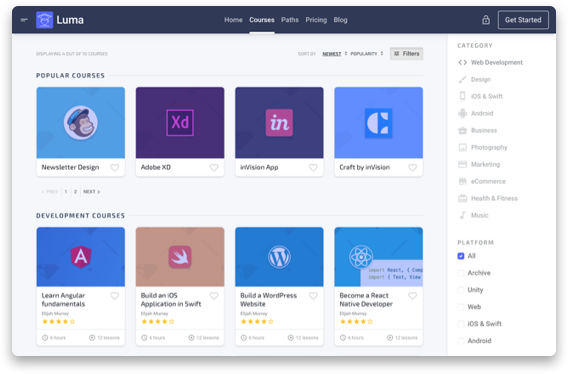 Luma
Home Courses Paths Pricing Blog
Get Started
DISPLAYING 4 OUT OF 10 COURSES
SORT BY NEWEST POPULARITY
Filters
POPULAR COURSES
Xd
in
Newsletter Design
Adobe XD
inVision App
Craft by inVision
< PREV 1 2 NEXT >
DEVELOPMENT COURSES
import React, { Comp
{ Text, View
Learn Angular
fundamentals
Elijah Murray
6 hours 12 lessons
Build an iOS
Application in Swift
Elijah Murray
6 hours 12 lessons
Build a WordPress
Website
Elijah Murray
6 hours 12 lessons
Become a React
Native Developer
Elijah Murray
6 hours 12 lessons
CATEGORY
Web Development
Design
iOS & Swift
Android
Business
Photography
Marketing
eCommerce
Health & Fitness
Music
PLATFORM
All
Archive
Unity
Web
iOS & Swift
Android